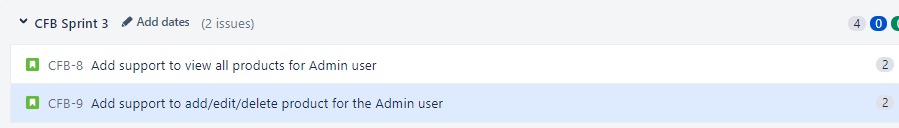 CFB Sprint 3 Add dates (2 issues) 4 0
CFB-8 Add support to view all products for Admin user 2
CFB-9 Add support to add/edit/delete product for the Admin user 2